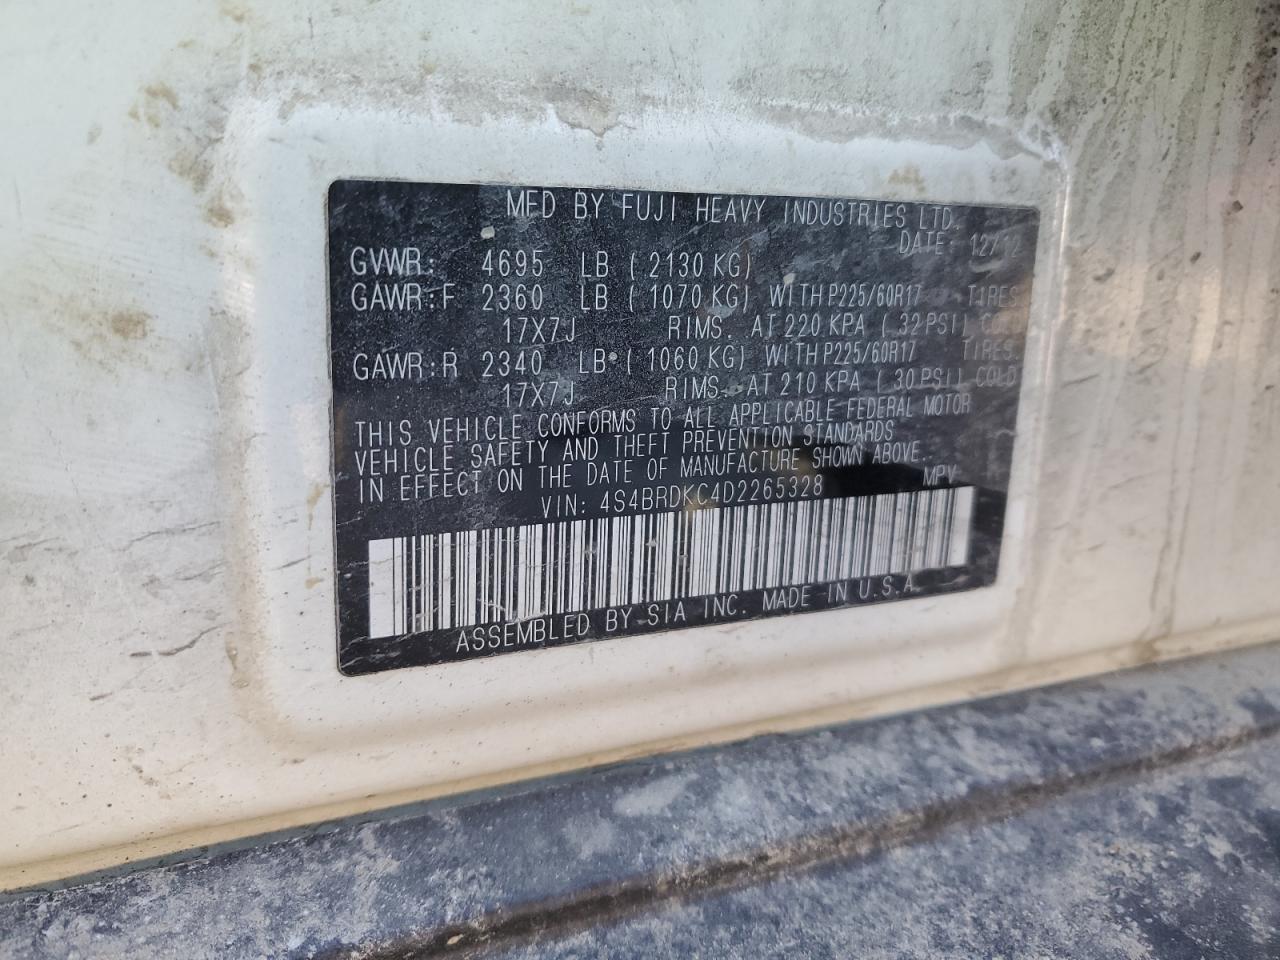 MFD BY FUJI HEAVY INDUSTRIES LTD.
DATE: 12/12
GVWR: 4695 LB ( 2130 KG)
GAWR:F 2360 LB ( 1070 KG) WITH P225/60R17 TIRES.
17X7J RIMS. AT 220 KPA ( 32 PSI) COLD
GAWR:R 2340 LB ( 1060 KG) WITH P225/60R17 TIRES.
17X7J RIMS. AT 210 KPA ( 30 PSI) COLD
THIS VEHICLE CONFORMS TO ALL APPLICABLE FEDERAL MOTOR
VEHICLE SAFETY AND THEFT PREVENTION STANDARDS
IN EFFECT ON THE DATE OF MANUFACTURE SHOWN ABOVE.
VIN: 4S4BRDKC4D2265328 MPV
ASSEMBLED BY SIA INC. MADE IN U.S.A.